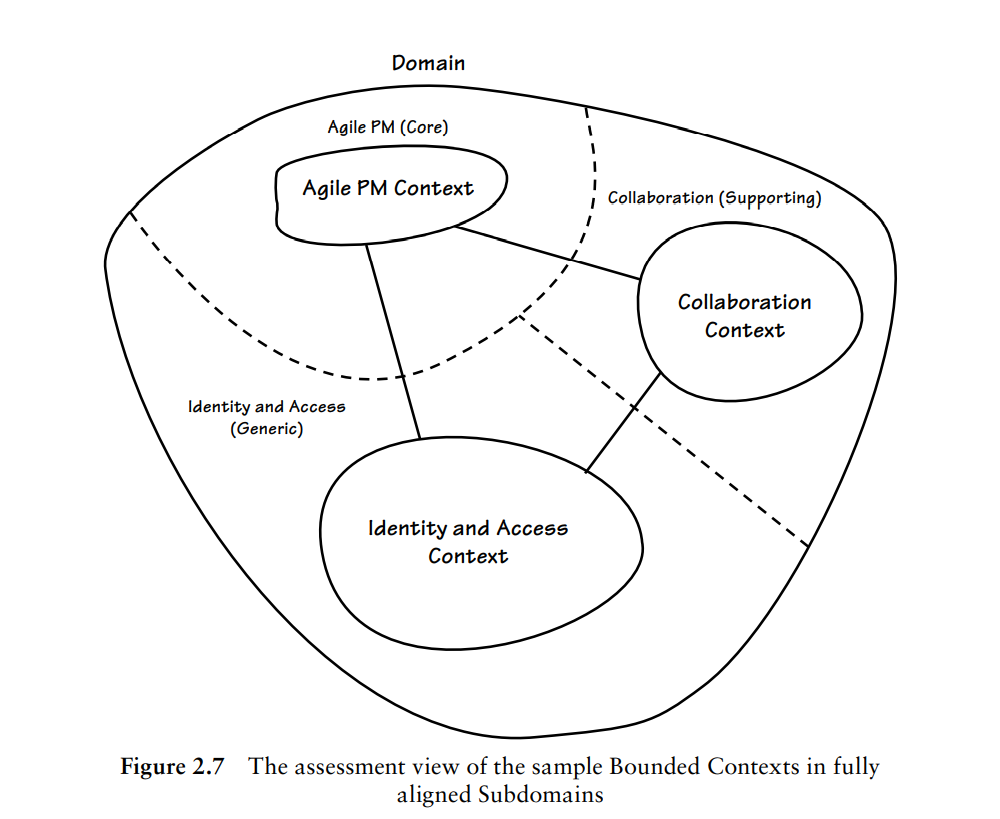 Domain
Agile PM (Core)
Agile PM Context
Collaboration (Supporting)
Collaboration
Context
Identity and Access
(Generic)
Identity and Access
Context
Figure 2.7 The assessment view of the sample Bounded Contexts in fully
aligned Subdomains